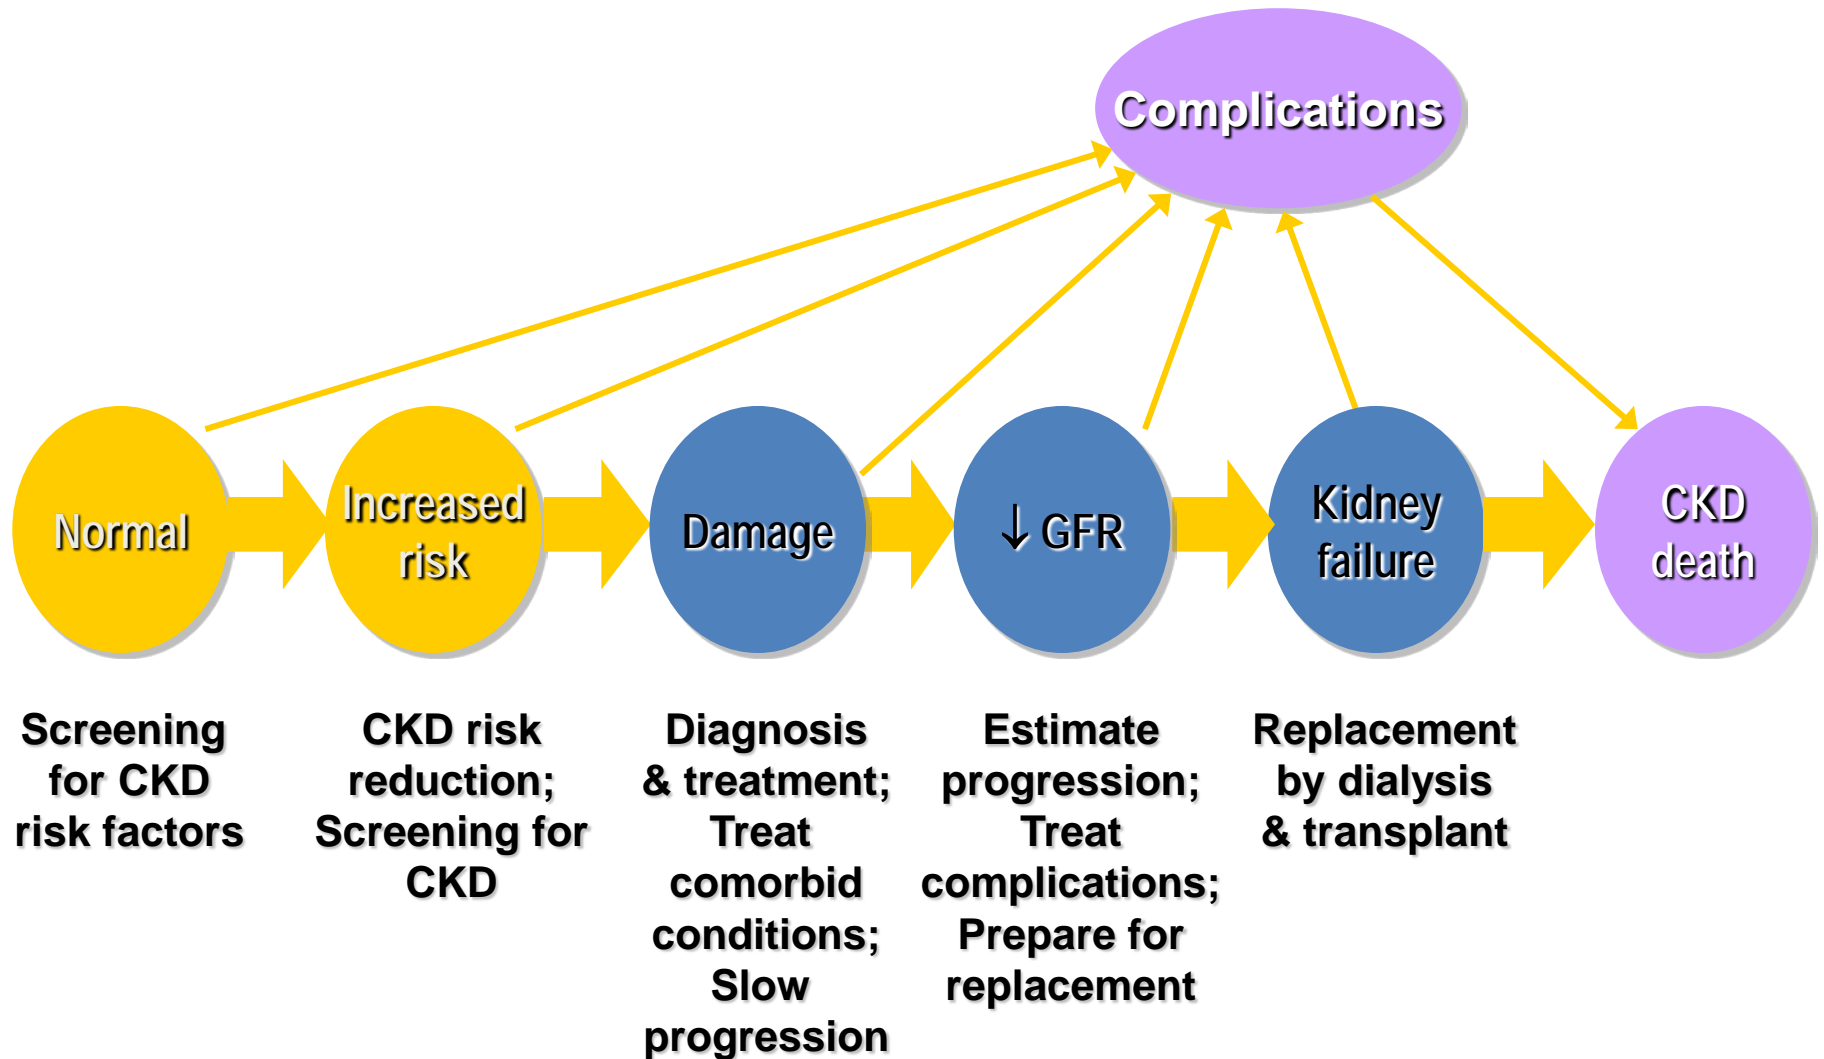 Complications
Normal
Increased
risk
Damage
↓ GFR
Kidney
failure
CKD
death
Screening
for CKD
risk factors
CKD risk
reduction;
Screening for
CKD
Diagnosis
& treatment;
Treat
comorbid
conditions;
Slow
progression
Estimate
progression;
Treat
complications;
Prepare for
replacement
Replacement
by dialysis
& transplant